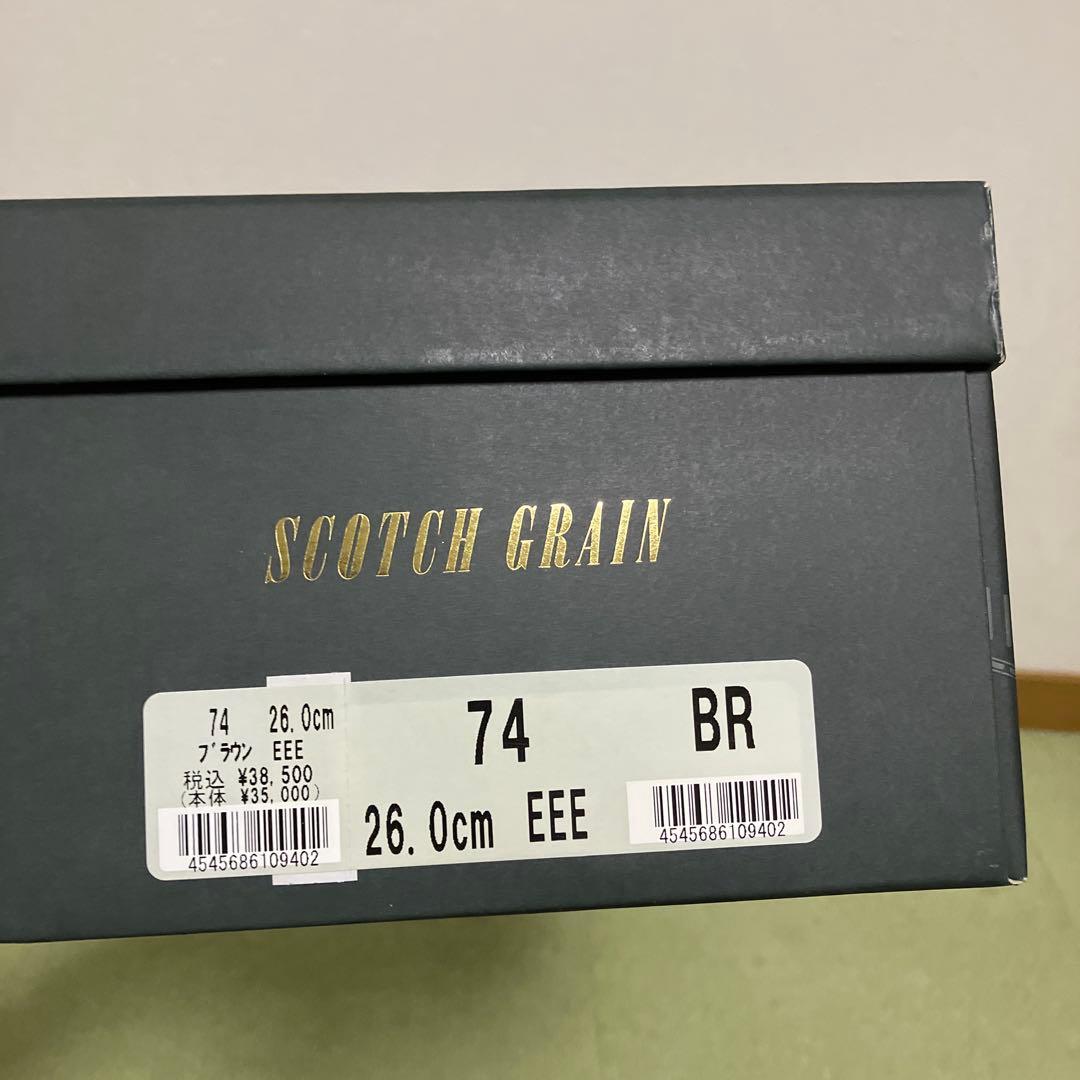 SCOTCH GRAIN
74 26.0cm
ﾌﾞﾗｳﾝ EEE
税込 ¥38,500
(本体 ¥35,000)
4545686109402
74 BR
26.0cm EEE
4545686109402